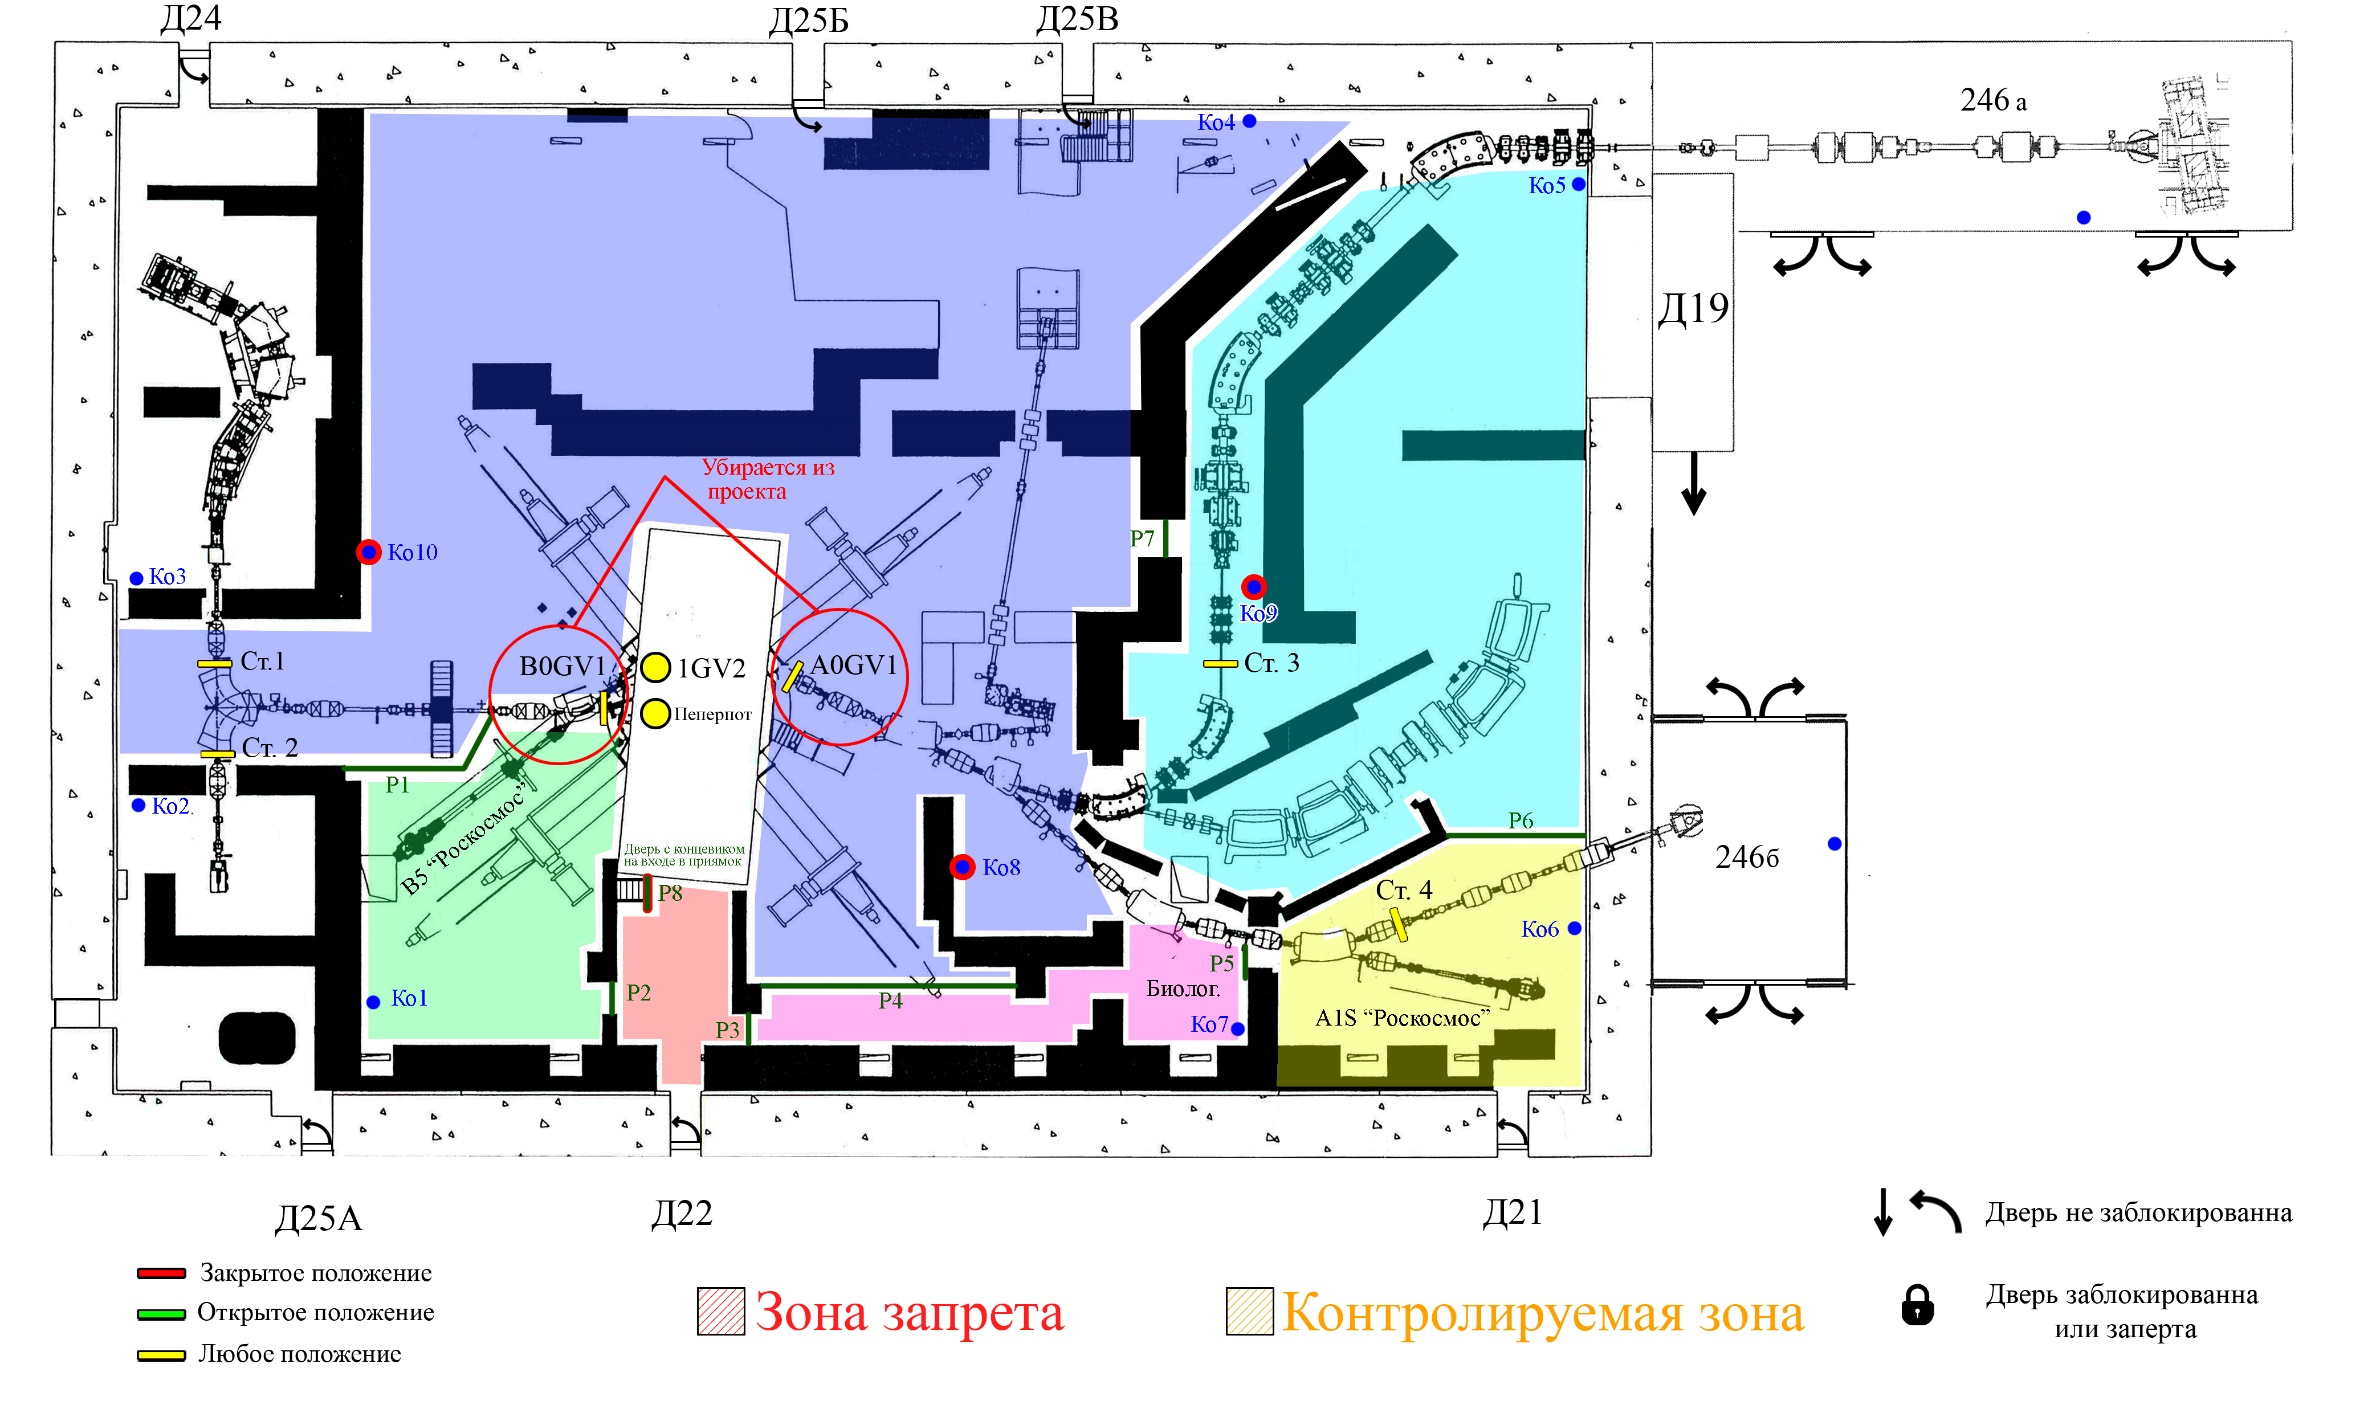 Д24
Д25Б
Д25В
246 а
Ко4
Ко5
Д19
Убирается из
проекта
Р7
Ко10
Ко3
Ко9
Ст.1
B0GV1
1GV2
A0GV1
Ст. 3
Пеперпот
Ст. 2
Р1
Ко2
В5 “Роскосмос”
Дверь с концевиком
на входе в приямок
Р6
246б
Ко8
Р8
Ст. 4
Ко6
Р5
Ко1
Р2
Р4
Биолог.
Р3
Ко7
А1S “Роскосмос”
Д25А
Д22
Д21
Дверь не заблокированна
Закрытое положение
Открытое положение
Любое положение
Зона запрета
Контролируемая зона
Дверь заблокированна
или заперта